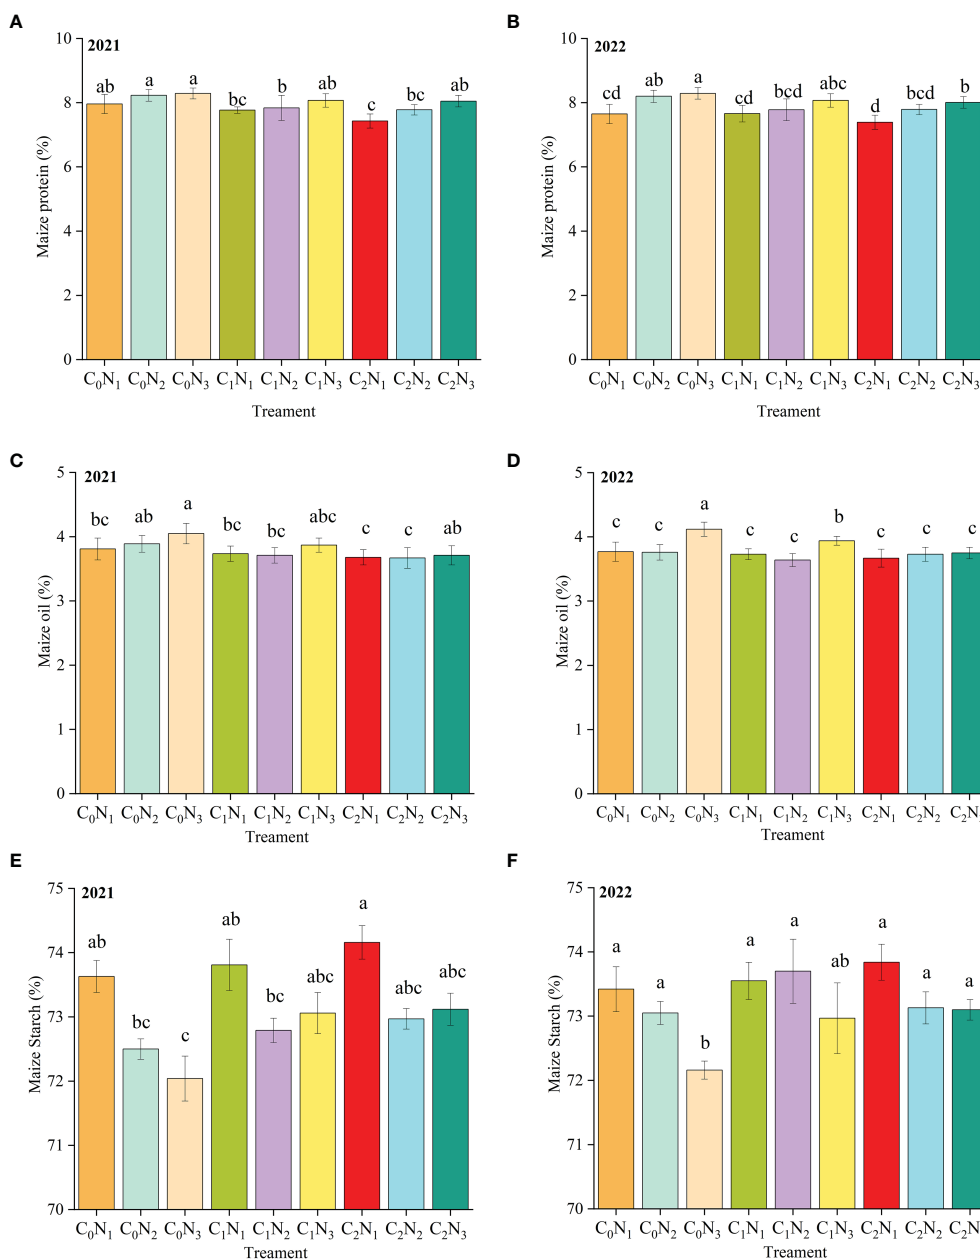 A
2021
10
8
6
4
2
0
Maize protein (%)
ab a a bc b ab c bc ab
C₀N₁ C₀N₂ C₀N₃ C₁N₁ C₁N₂ C₁N₃ C₂N₁ C₂N₂ C₂N₃
Treament
B
2022
10
8
6
4
2
0
Maize protein (%)
cd ab a cd bcd abc d bcd b
C₀N₁ C₀N₂ C₀N₃ C₁N₁ C₁N₂ C₁N₃ C₂N₁ C₂N₂ C₂N₃
Treament
C
2021
5
4
3
2
1
0
Maize oil (%)
bc ab a bc bc abc c c ab
C₀N₁ C₀N₂ C₀N₃ C₁N₁ C₁N₂ C₁N₃ C₂N₁ C₂N₂ C₂N₃
Treament
D
2022
5
4
3
2
1
0
Maize oil (%)
c c a c c b c c c
C₀N₁ C₀N₂ C₀N₃ C₁N₁ C₁N₂ C₁N₃ C₂N₁ C₂N₂ C₂N
Treament
E
2021
75
74
73
72
71
70
Maize Starch (%)
ab bc c ab bc abc a abc abc
C₀N₁ C₀N₂ C₀N₃ C₁N₁ C₁N₂ C₁N₃ C₂N₁ C₂N₂ C₂N₃
Treament
F
2022
75
74
73
72
71
70
Maize Starch (%)
a a b a a ab a a a
C₀N₁ C₀N₂ C₀N₃ C₁N₁ C₁N₂ C₁N₃ C₂N₁ C₂N₂ C₂N
Treament